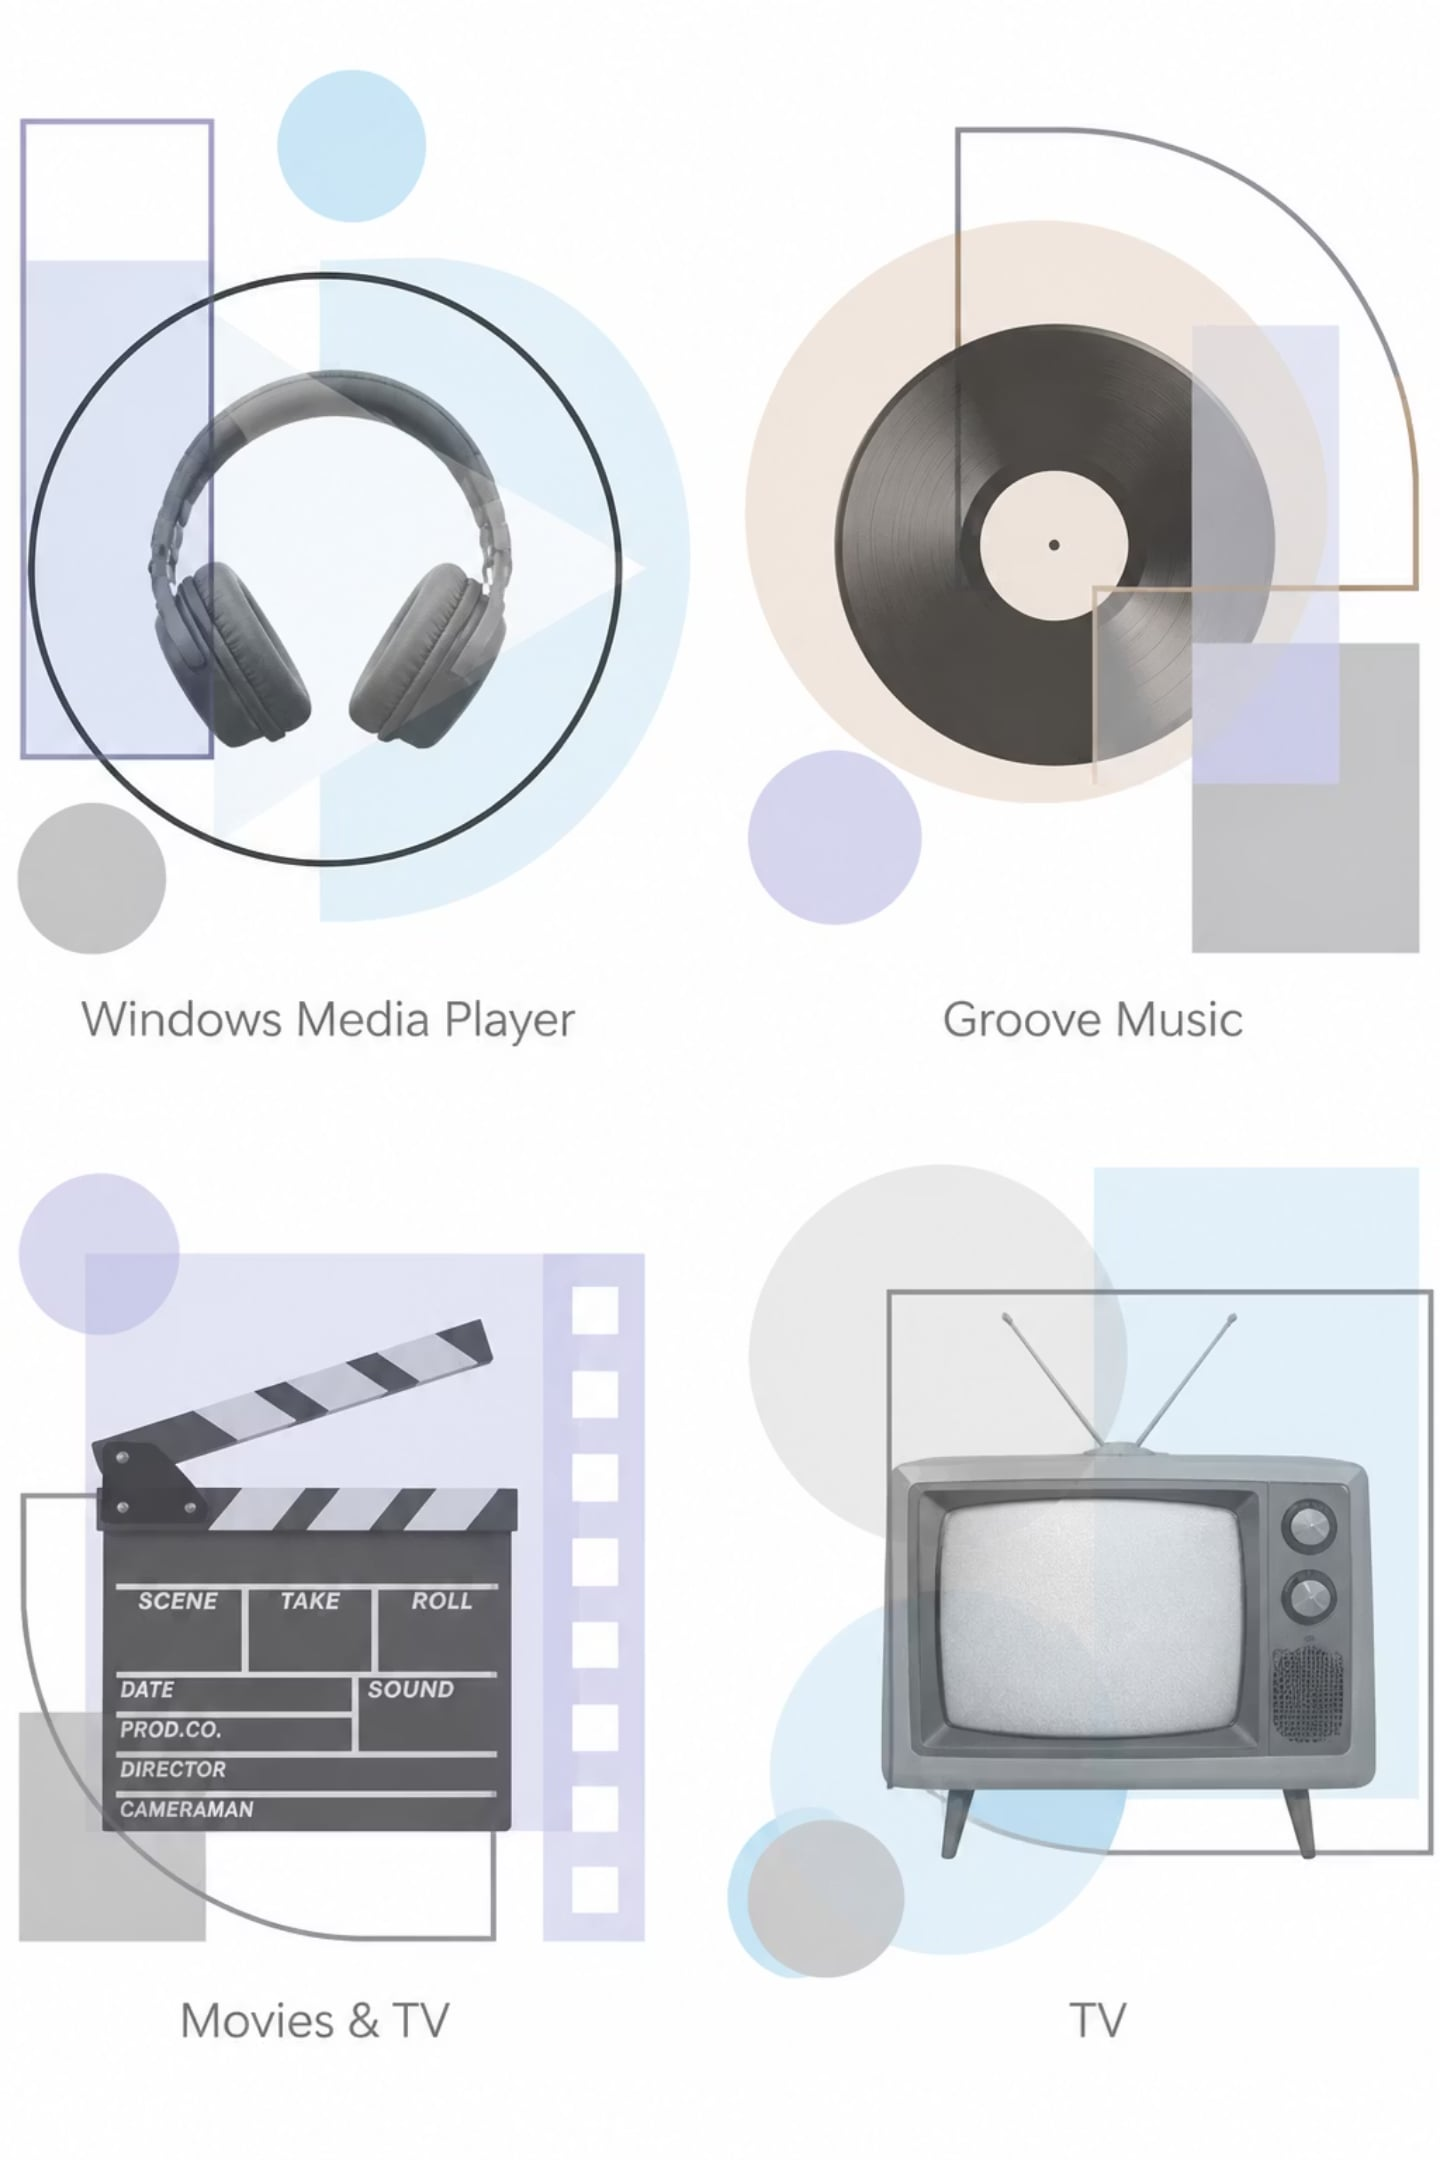 Windows Media Player
Groove Music
SCENE TAKE ROLL
DATE SOUND
PROD.CO.
DIRECTOR
CAMERAMAN
Movies & TV
TV